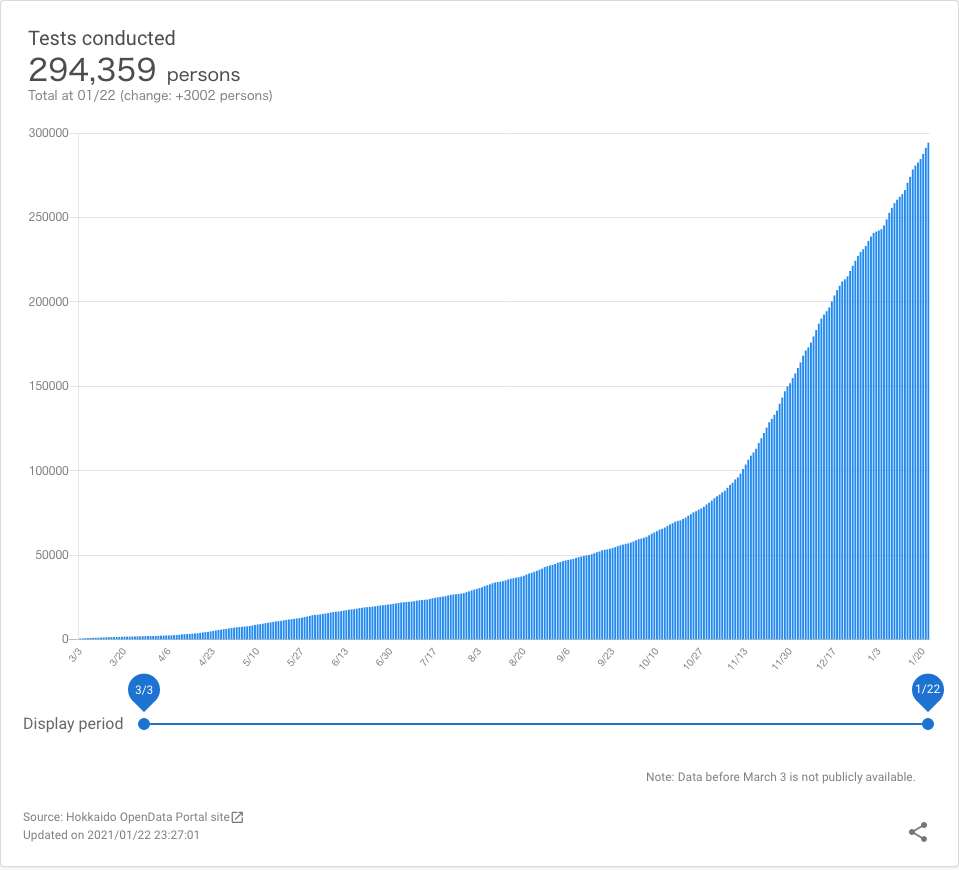 Tests conducted
294,359 persons
Total at 01/22 (change: +3002 persons)
300000
250000
200000
150000
100000
50000
0
3/3 3/20 4/6 4/23 5/10 5/27 6/13 6/30 7/17 8/3 8/20 9/6 9/23 10/10 10/27 11/13 11/30 12/17 1/3 1/20
3/3 1/22
Display period
Note: Data before March 3 is not publicly available.
Source: Hokkaido OpenData Portal site
Updated on 2021/01/22 23:27:01